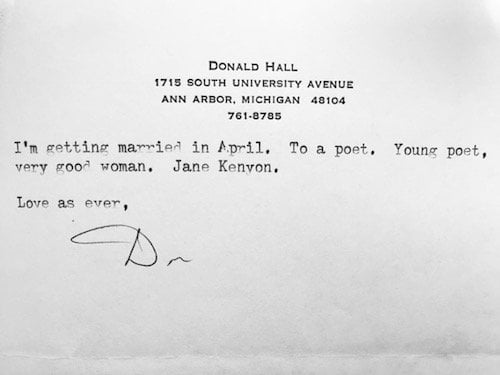 DONALD HALL
1715 SOUTH UNIVERSITY AVENUE
ANN ARBOR, MICHIGAN 48104
761-8785
I'm getting married in April. To a poet. Young poet,
very good woman. Jane Kenyon.
Love as ever,
Don